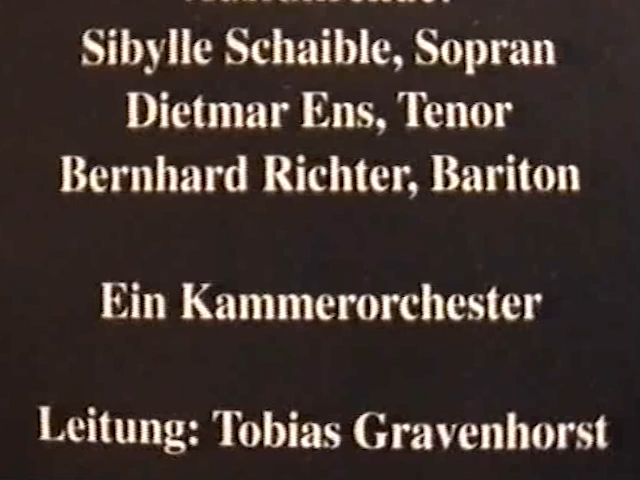 Sibylle Schaible, Sopran
Dietmar Ens, Tenor
Bernhard Richter, Bariton
Ein Kammerorchester
Leitung: Tobias Gravenhorst